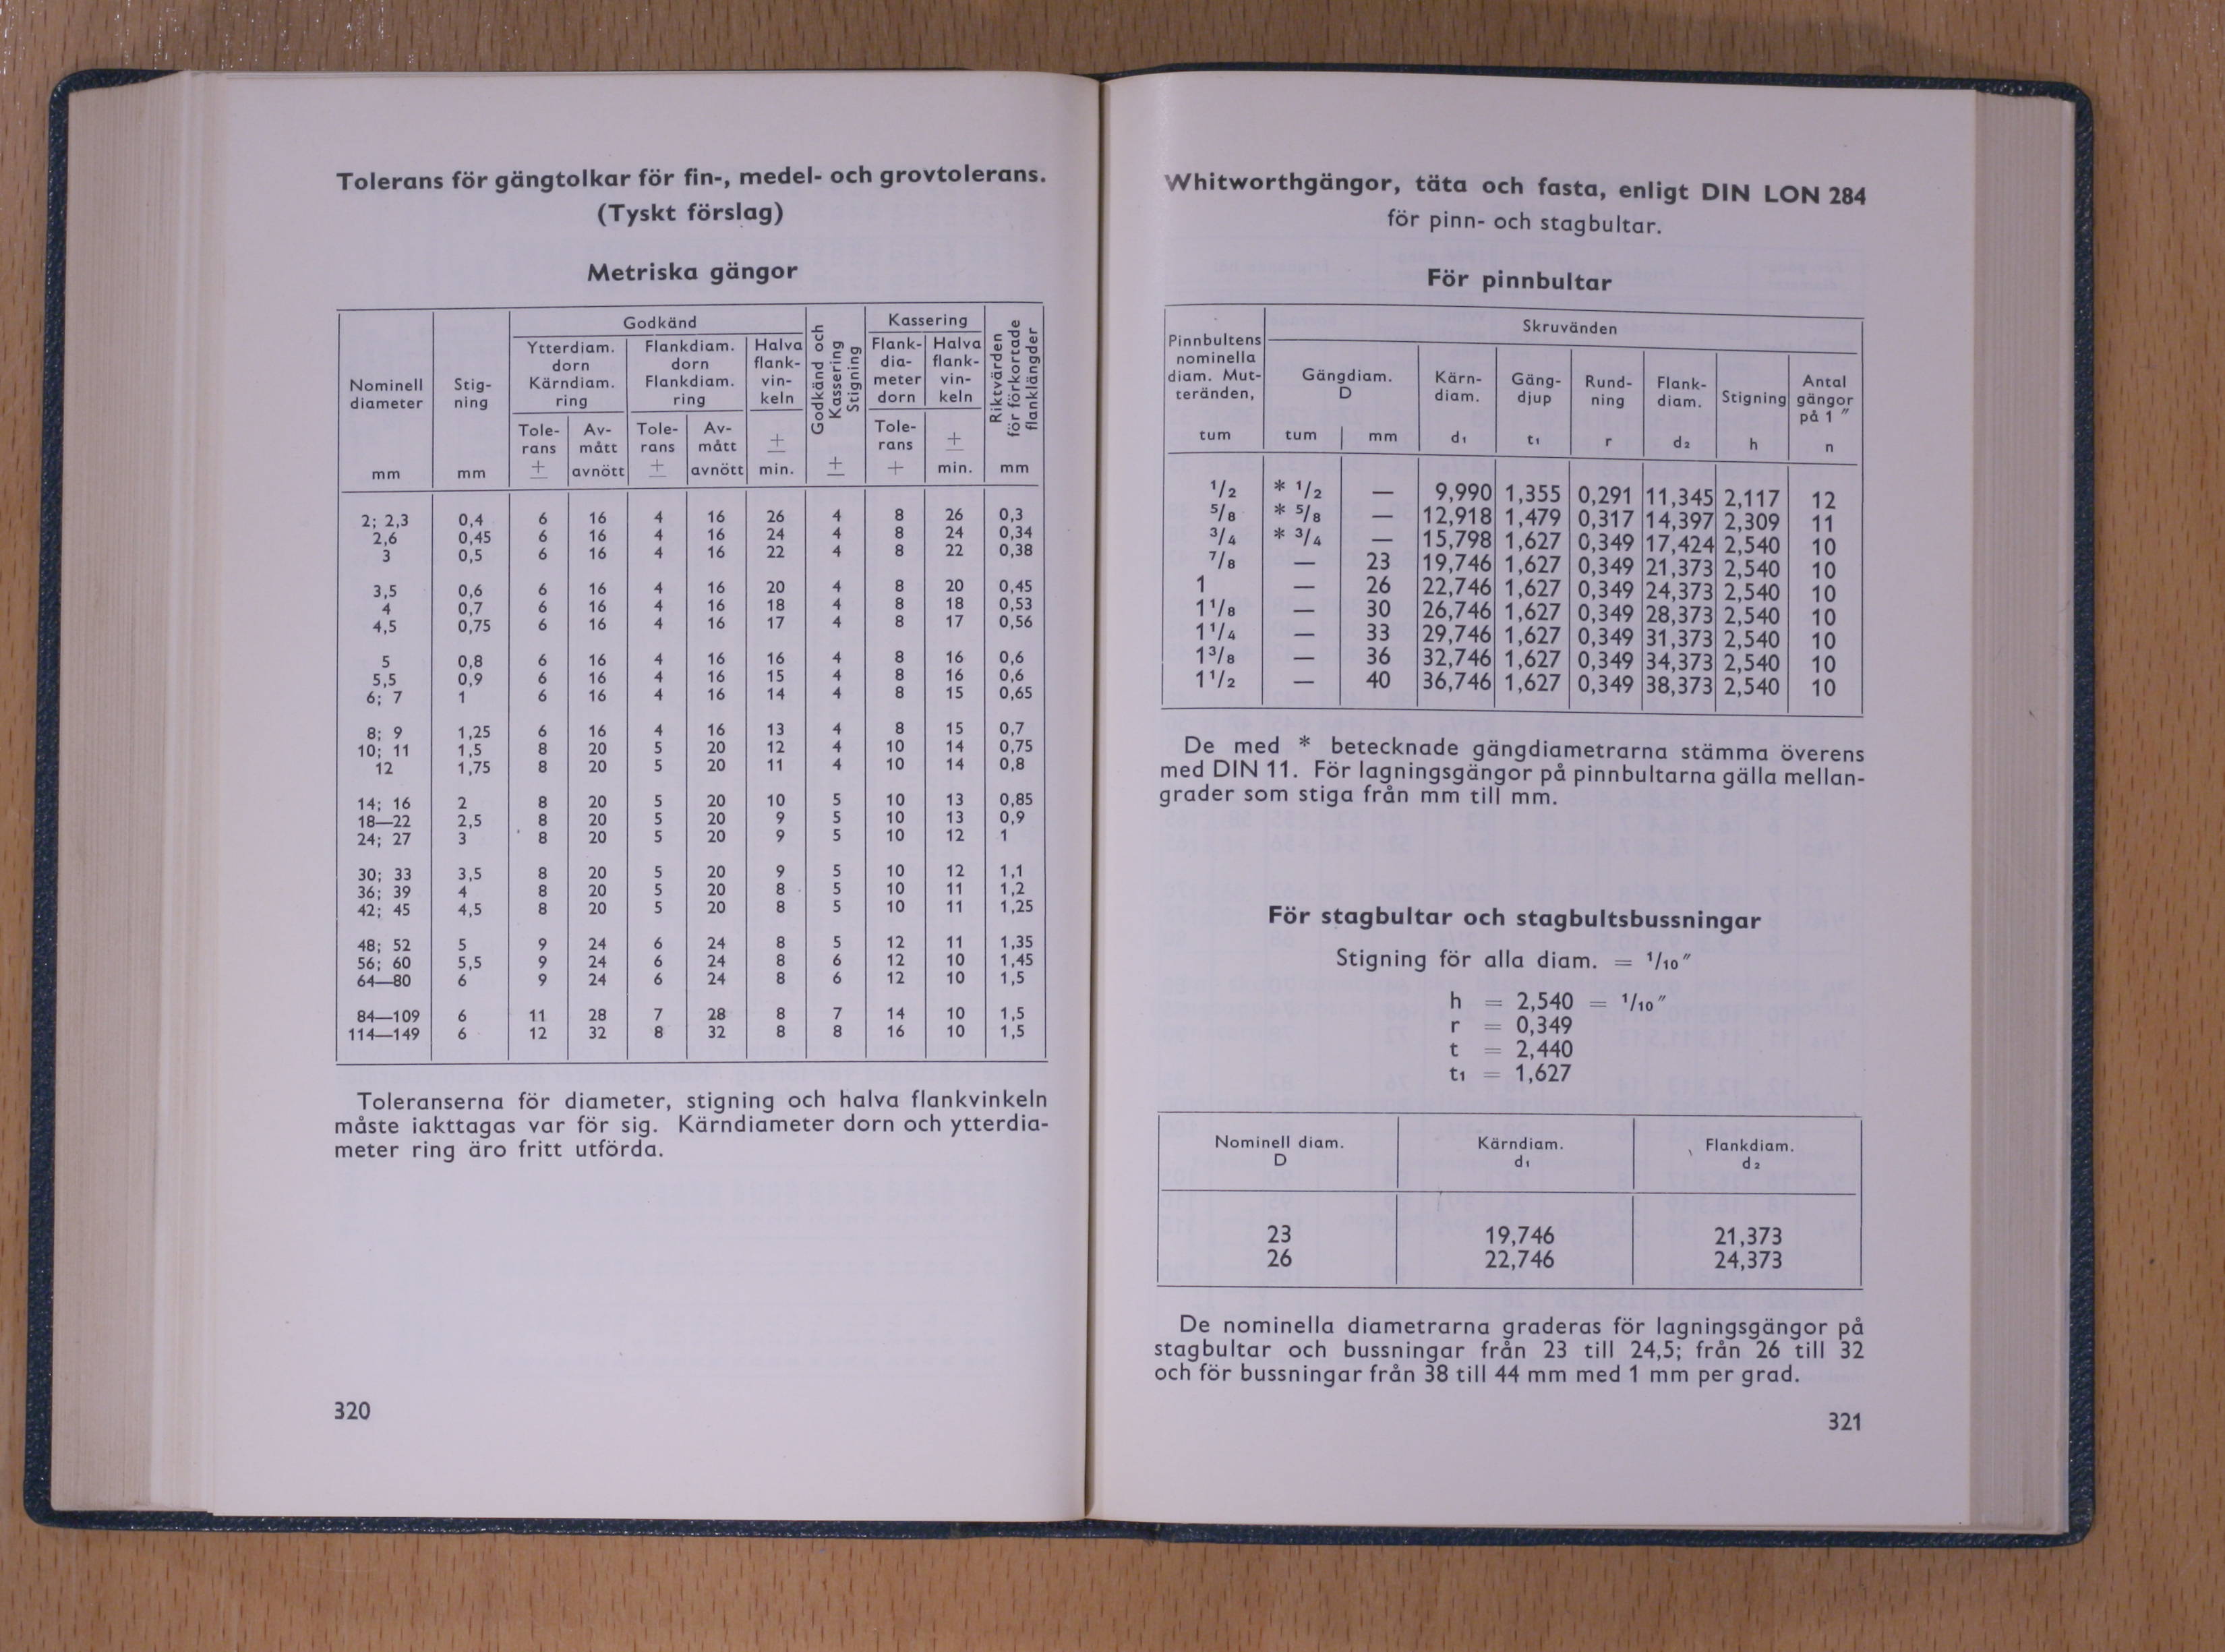 Tolerans för gängtolkar för fin-, medel- och grovtolerans.
(Tyskt förslag)
Metriska gängor
Nominell diameter mm
Stig- ning mm
Godkänd
Ytterdiam. dorn Kärndiam. ring
Tole- rans ±
Av- mått avnött
Flankdiam. dorn Flankdiam. ring
Tole- rans ±
Av- mått avnött
Halva flank- vin- keln ± min.
Godkänd och Kassering Stigning ±
Kassering
Flank- dia- meter dorn Tole- rans +
Halva flank- vin- keln ± min.
Riktvärden för förkortade flanklängder mm
2; 2,3 0,4 6 16 4 16 26 4 8 26 0,3
2,6 0,45 6 16 4 16 24 4 8 24 0,34
3 0,5 6 16 4 16 22 4 8 22 0,38
3,5 0,6 6 16 4 16 20 4 8 20 0,45
4 0,7 6 16 4 16 18 4 8 18 0,53
4,5 0,75 6 16 4 16 17 4 8 17 0,56
5 0,8 6 16 4 16 16 4 8 16 0,6
5,5 0,9 6 16 4 16 15 4 8 16 0,6
6; 7 1 6 16 4 16 14 4 8 15 0,65
8; 9 1,25 6 16 4 16 13 4 8 15 0,7
10; 11 1,5 8 20 5 20 12 4 10 14 0,75
12 1,75 8 20 5 20 11 4 10 14 0,8
14; 16 2 8 20 5 20 10 5 10 13 0,85
18—22 2,5 8 20 5 20 9 5 10 13 0,9
24; 27 3 8 20 5 20 9 5 10 12 1
30; 33 3,5 8 20 5 20 9 5 10 12 1,1
36; 39 4 8 20 5 20 8 5 10 11 1,2
42; 45 4,5 8 20 5 20 8 5 10 11 1,25
48; 52 5 9 24 6 24 8 5 12 11 1,35
56; 60 5,5 9 24 6 24 8 6 12 10 1,45
64—80 6 9 24 6 24 8 6 12 10 1,5
84—109 6 11 28 7 28 8 7 14 10 1,5
114—149 6 12 32 8 32 8 8 16 10 1,5
Toleranserna för diameter, stigning och halva flankvinkeln
måste iakttagas var för sig. Kärndiameter dorn och ytterdia-
meter ring äro fritt utförda.
320
Whitworthgängor, täta och fasta, enligt DIN LON 284
för pinn- och stagbultar.
För pinnbultar
Pinnbultens nominella diam. Mut- teränden, tum
Skruvänden
Gängdiam. D
tum | mm
Kärn- diam. d₁
Gäng- djup t₁
Rund- ning r
Flank- diam. d₂
Stigning h
Antal gängor på 1 " n
1/2 * 1/2 — 9,990 1,355 0,291 11,345 2,117 12
5/8 * 5/8 — 12,918 1,479 0,317 14,397 2,309 11
3/4 * 3/4 — 15,798 1,627 0,349 17,424 2,540 10
7/8 — 23 19,746 1,627 0,349 21,373 2,540 10
1 — 26 22,746 1,627 0,349 24,373 2,540 10
1 1/8 — 30 26,746 1,627 0,349 28,373 2,540 10
1 1/4 — 33 29,746 1,627 0,349 31,373 2,540 10
1 3/8 — 36 32,746 1,627 0,349 34,373 2,540 10
1 1/2 — 40 36,746 1,627 0,349 38,373 2,540 10
De med * betecknade gängdiametrarna stämma överens
med DIN 11. För lagningsgängor på pinnbultarna gälla mellan-
grader som stiga från mm till mm.
För stagbultar och stagbultsbussningar
Stigning för alla diam. = 1/10"
h = 2,540 = 1/10"
r = 0,349
t = 2,440
t₁ = 1,627
Nominell diam. Kärndiam. Flankdiam.
D d₁ d₂
23 19,746 21,373
26 22,746 24,373
De nominella diametrarna graderas för lagningsgängor på
stagbultar och bussningar från 23 till 24,5; från 26 till 32
och för bussningar från 38 till 44 mm med 1 mm per grad.
321